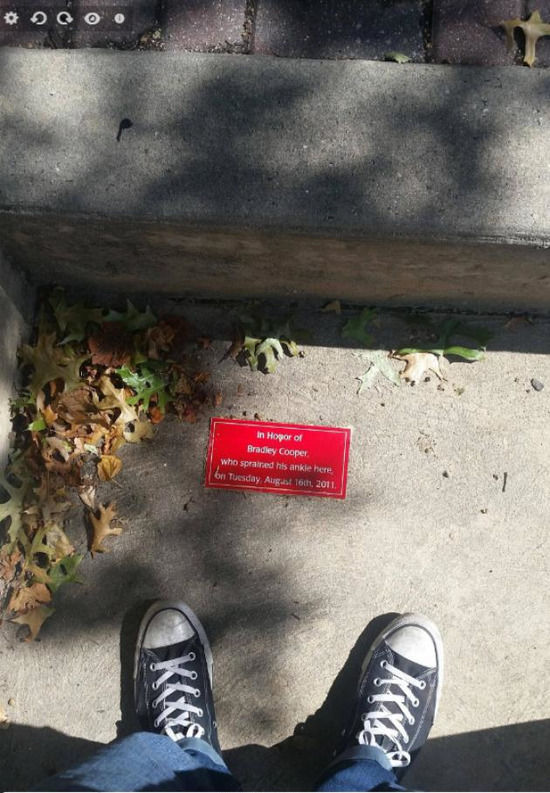 In Honor of
Bradley Cooper,
who sprained his ankle here,
on Tuesday, August 16th, 2011.